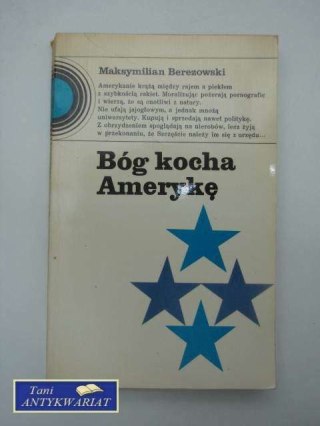 Maksymilian Berezowski
Amerykanie krążą między rajem a piekłem
z szybkością rakiet. Moralizując pożerają pornografię
i wierzą, że są cnotliwi z natury.
Nie ufają jajogłowym, a jednak mnożą
uniwersytety. Kupują i sprzedają nawet politykę.
Z obrzydzeniem spoglądają na nierobów, lecz żyją
w przekonaniu, że Szczęście należy im się z urzędu...
Bóg kocha
Amerykę
Tani
ANTYKWARIAT